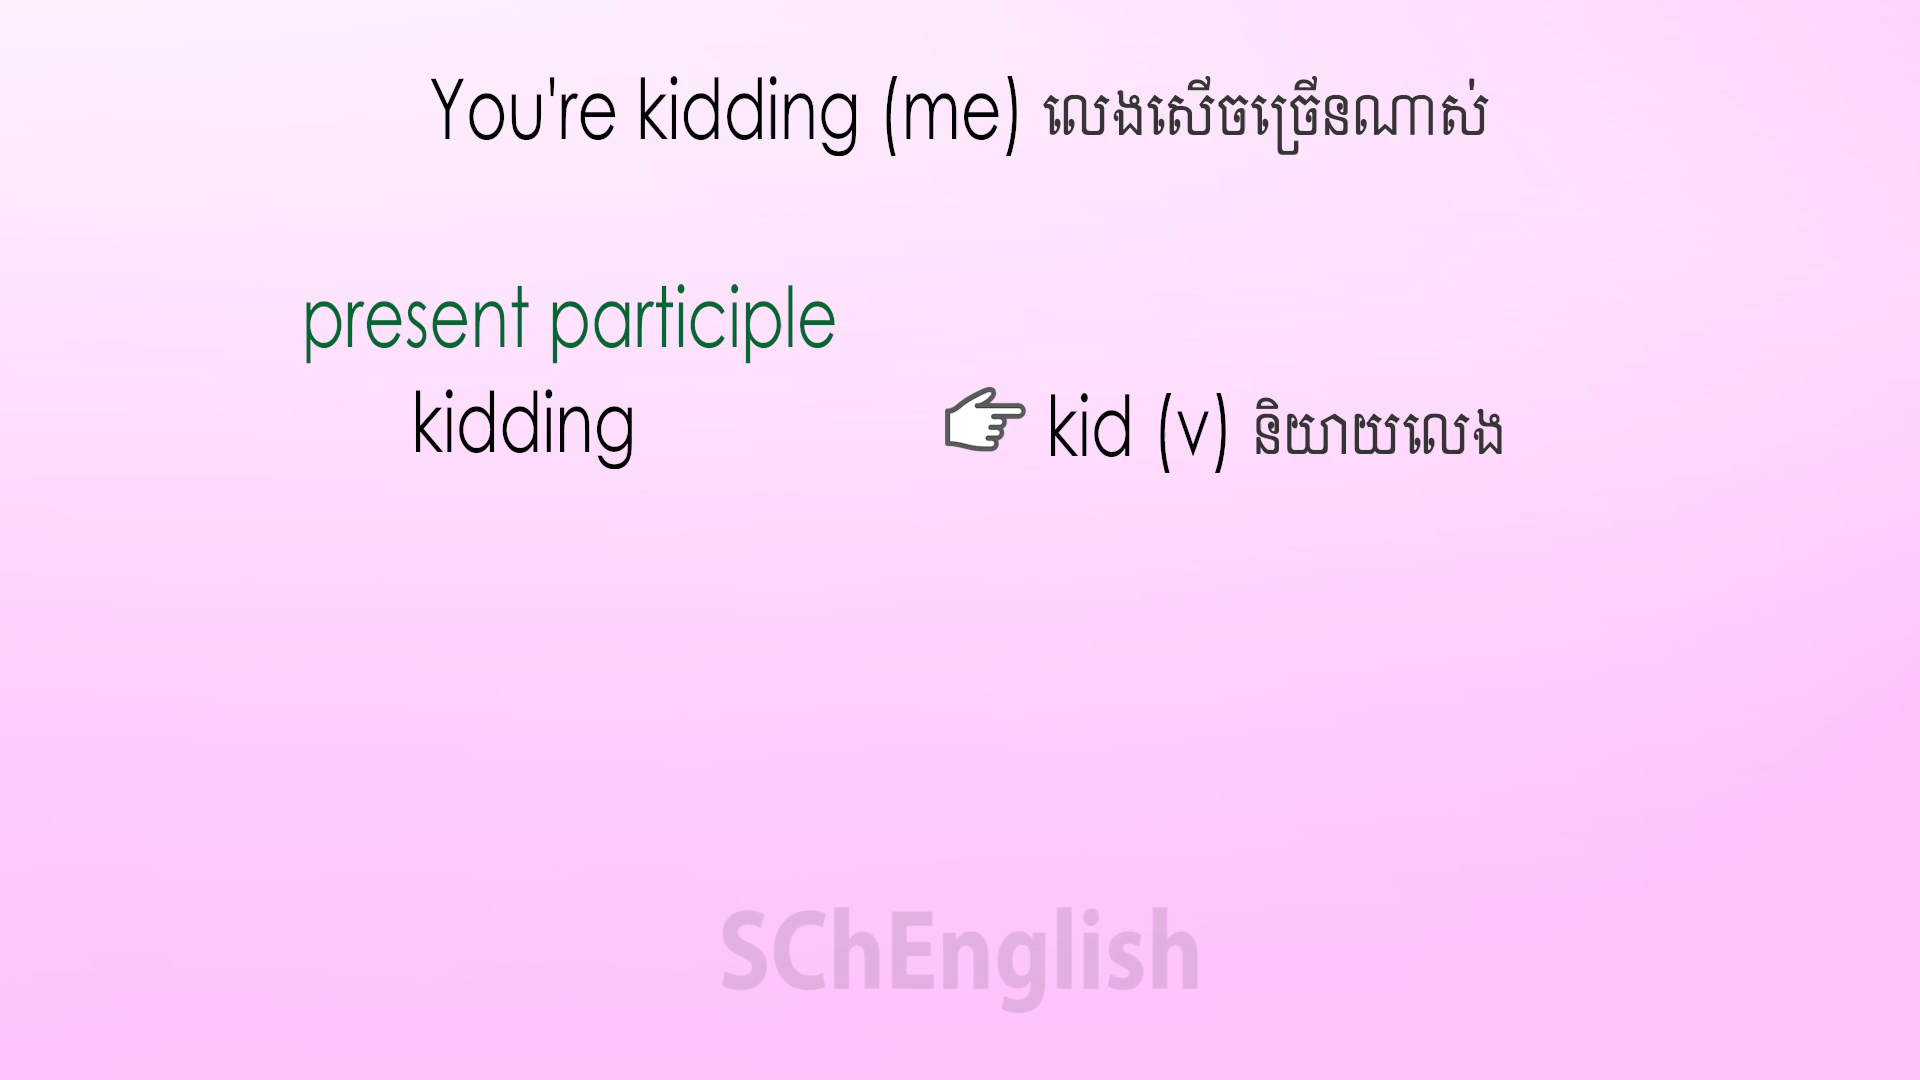 You're kidding (me) លេងសើចច្រើនណាស់
present participle
kidding 👉 kid (v) និយាយលេង
SChEnglish